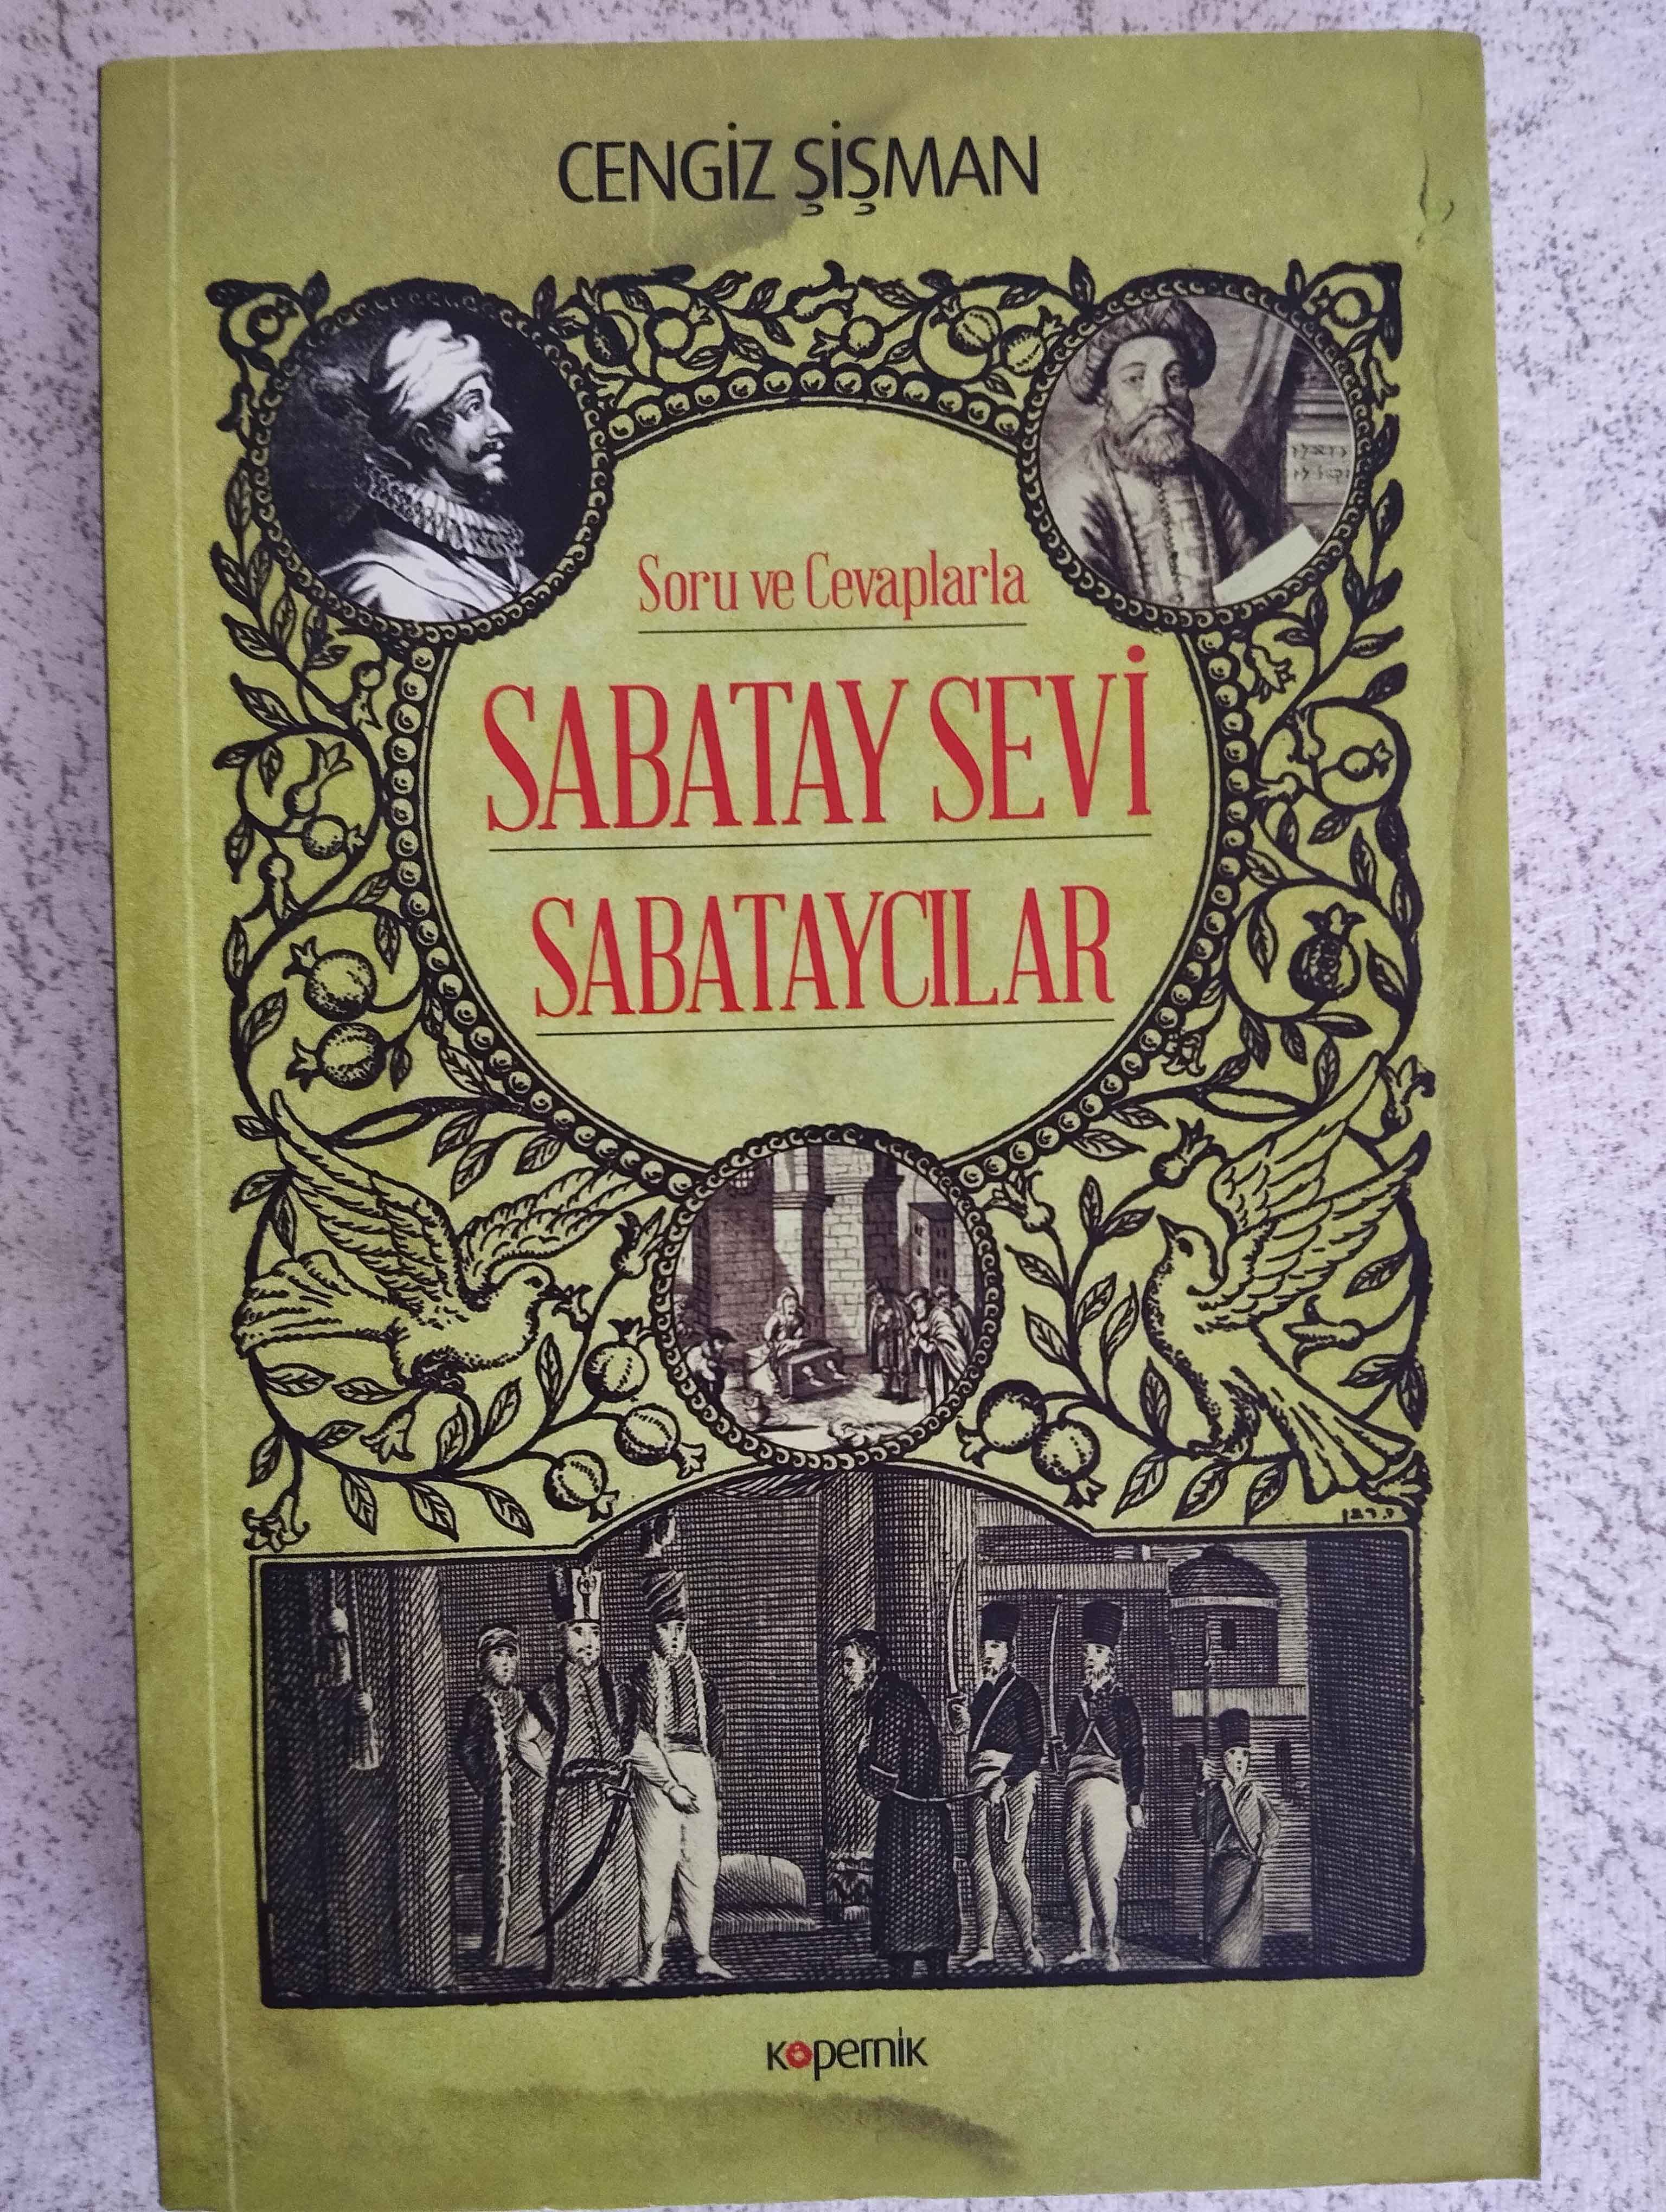 CENGİZ ŞİŞMAN
Soru ve Cevaplarla
SABATAY SEVİ
SABATAYCILAR
kopernik